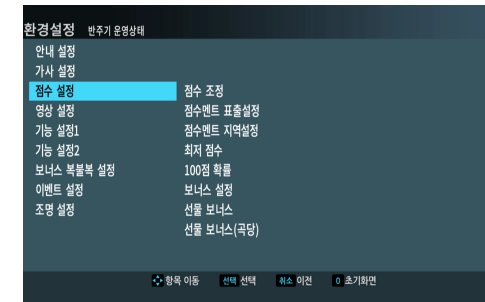 환경설정 반주기 운영상태
안내 설정
가사 설정
점수 설정
영상 설정
기능 설정1
기능 설정2
보너스 복불복 설정
이벤트 설정
조명 설정
점수 조정
점수멘트 표출설정
점수멘트 지역설정
최저 점수
100점 확률
보너스 설정
선물 보너스
선물 보너스(곡당)
항목 이동 선택 선택 취소 이전 0 초기화면